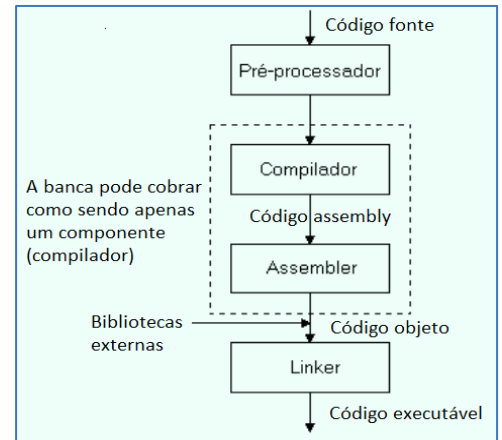 Código fonte
Pré-processador
Compilador
A banca pode cobrar
como sendo apenas
um componente
(compilador)
Código assembly
Assembler
Bibliotecas
externas
Código objeto
Linker
Código executável